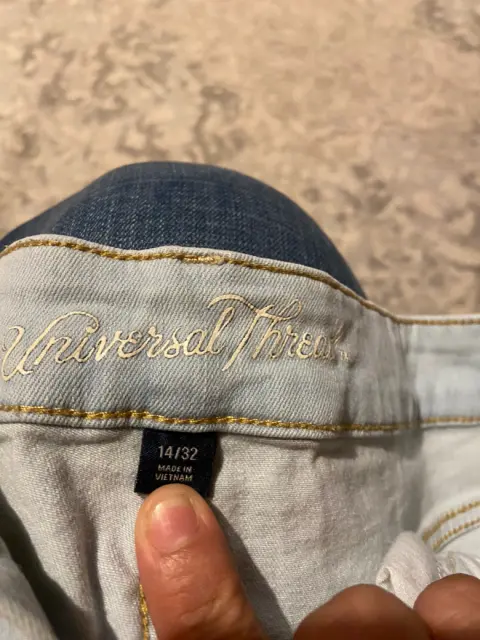 Universal Thread
14/32
MADE IN
VIETNAM